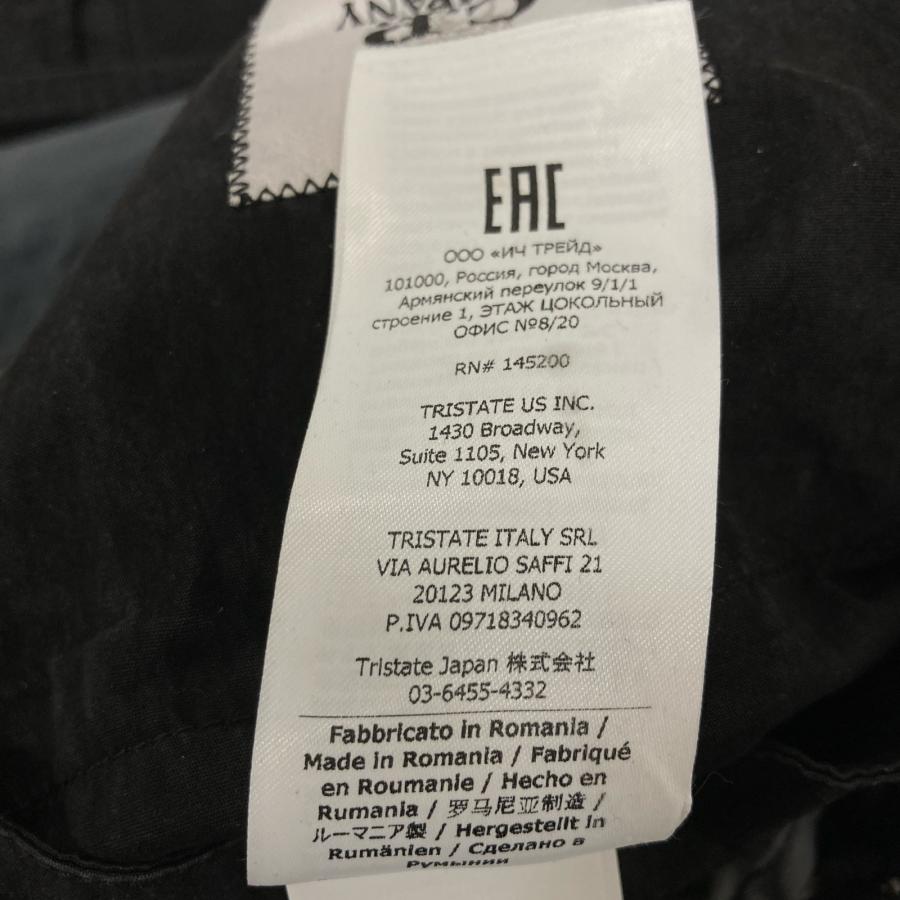 PANY
EAC
ООО «ИЧ ТРЕЙД»
101000, Россия, город Москва,
Армянский переулок 9/1/1
строение 1, ЭТАЖ ЦОКОЛЬНЫЙ
ОФИС №8/20
RN# 145200
TRISTATE US INC.
1430 Broadway,
Suite 1105, New York
NY 10018, USA
TRISTATE ITALY SRL
VIA AURELIO SAFFI 21
20123 MILANO
P.IVA 09718340962
Tristate Japan 株式会社
03-6455-4332
Fabbricato in Romania /
Made in Romania / Fabriqué
en Roumanie / Hecho en
Rumania / 罗马尼亚制造 /
ルーマニア製 / Hergestellt in
Rumänien / Сделано в
Румынии